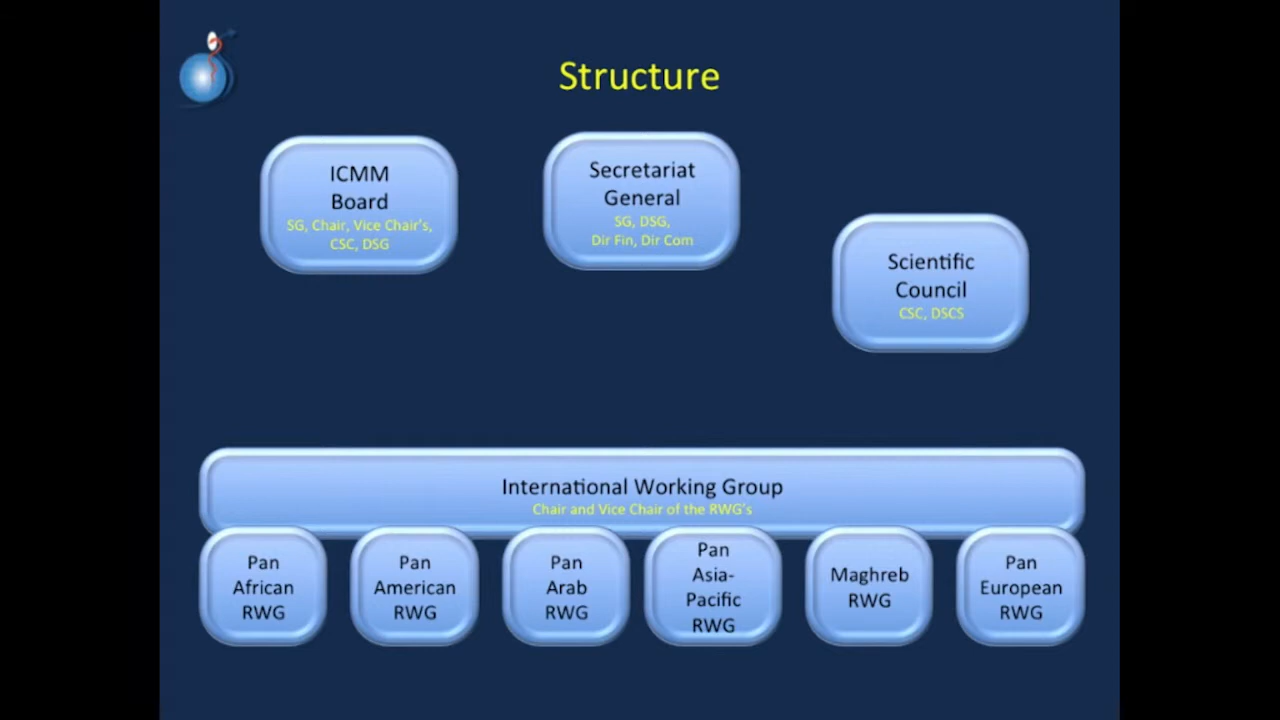 Structure
ICMM
Board
SG, Chair, Vice Chair's,
CSC, DSG
Secretariat
General
SG, DSG,
Dir Fin, Dir Com
Scientific
Council
CSC, DSCS
International Working Group
Chair and Vice Chair of the RWG's
Pan
African
RWG
Pan
American
RWG
Pan
Arab
RWG
Pan
Asia-
Pacific
RWG
Maghreb
RWG
Pan
European
RWG